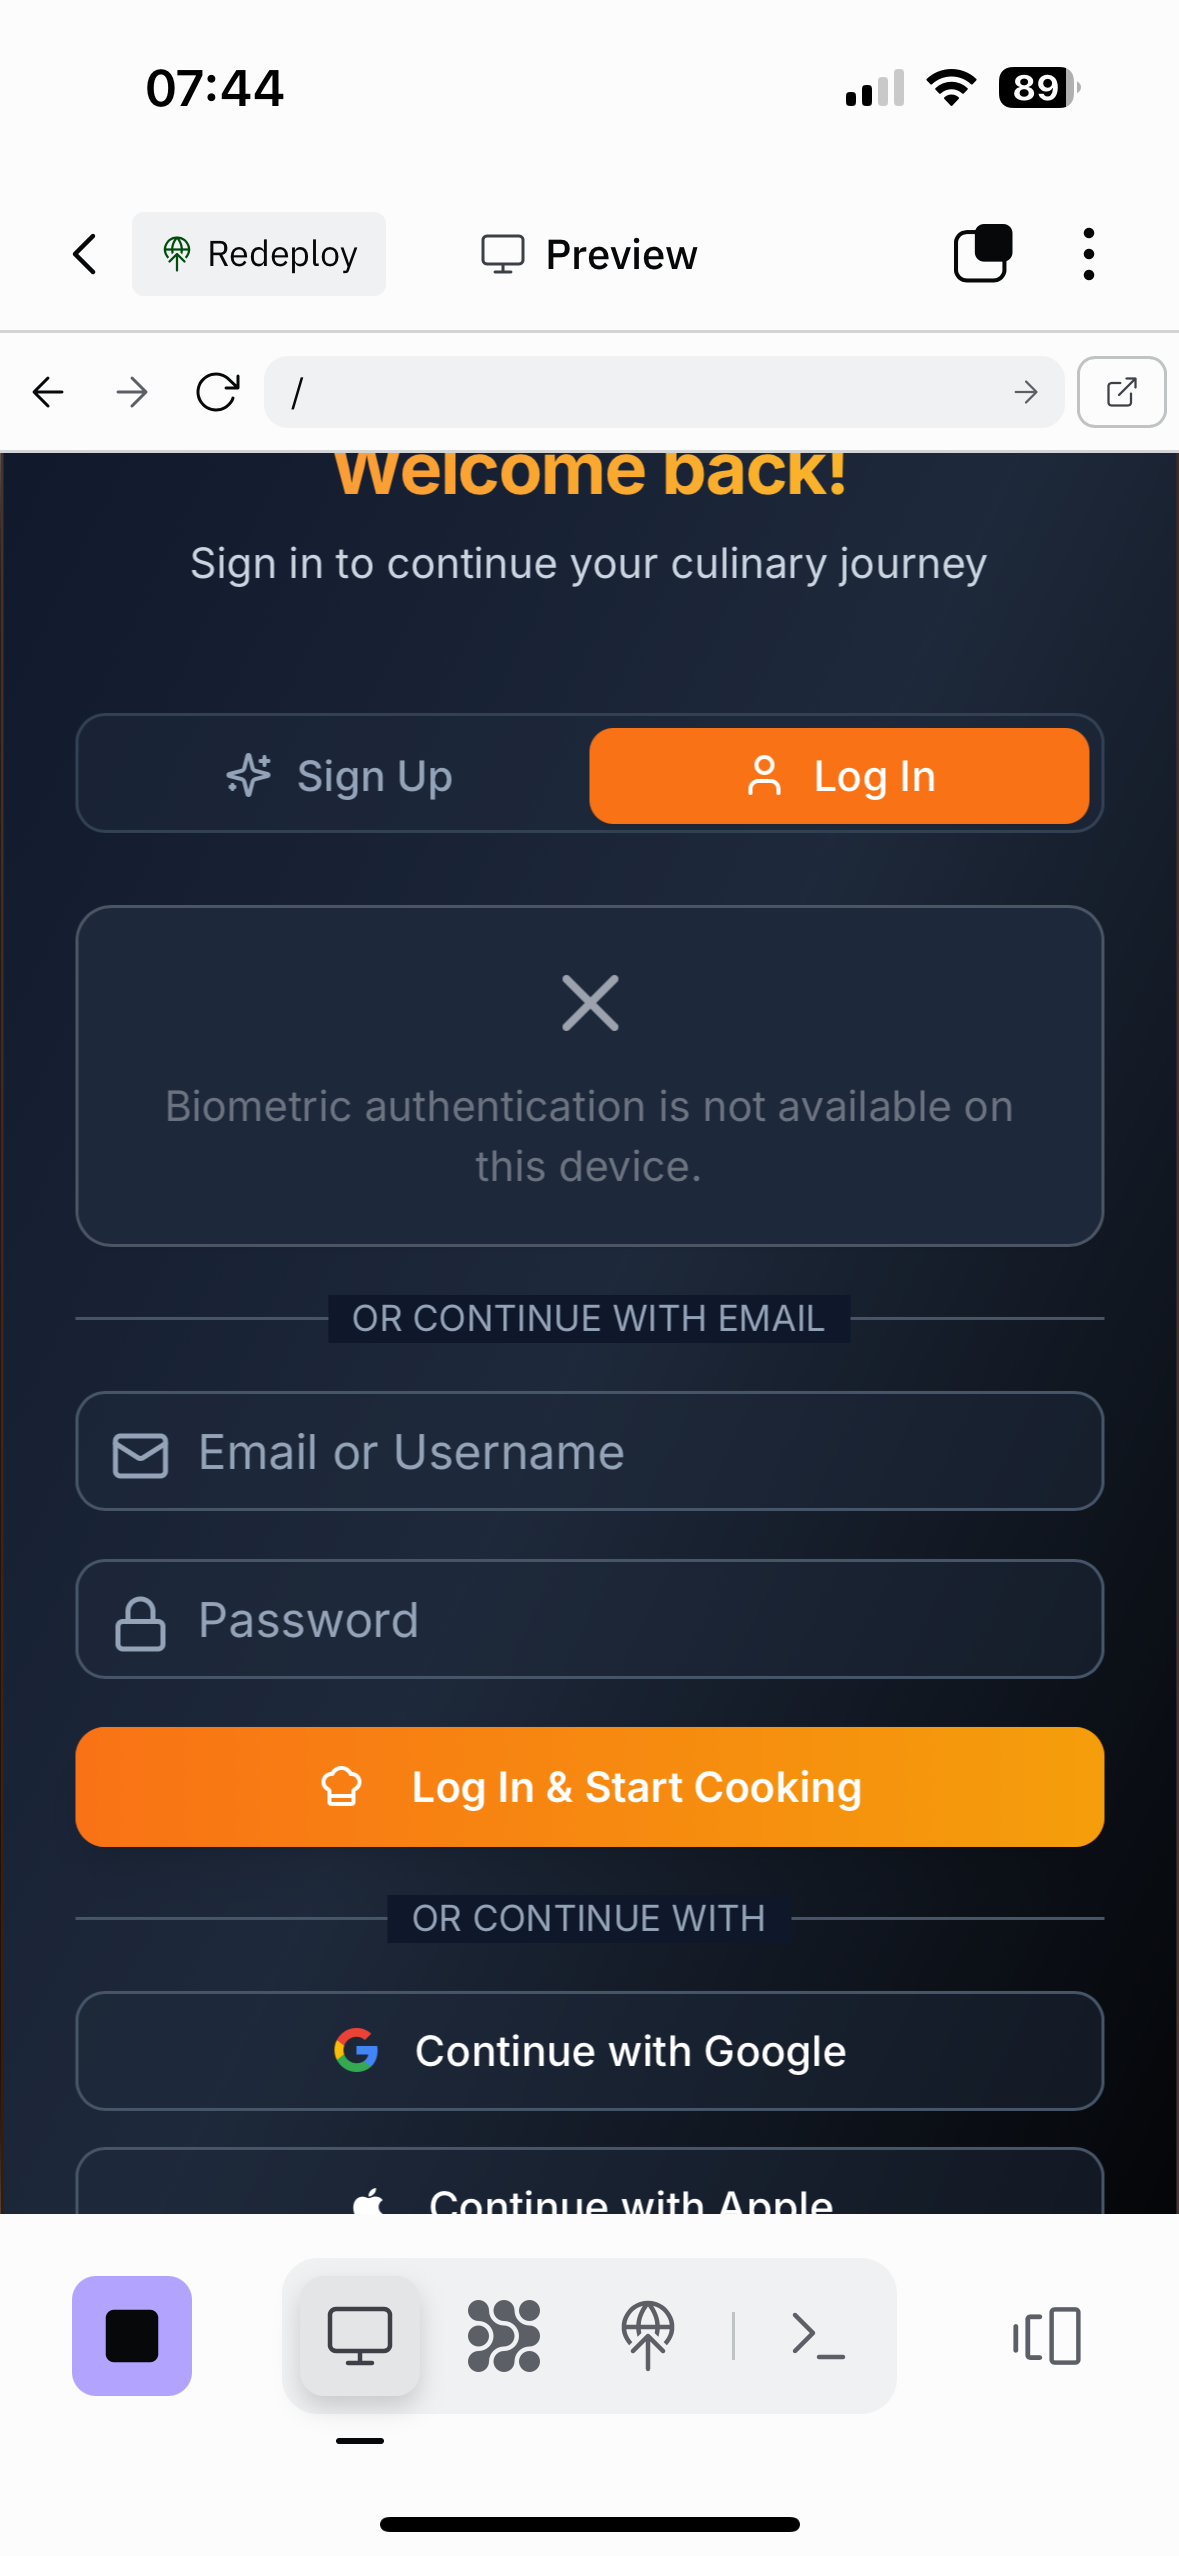 07:44
89
Redeploy
Preview
/
Welcome back!
Sign in to continue your culinary journey
Sign Up
Log In
Biometric authentication is not available on
this device.
OR CONTINUE WITH EMAIL
Email or Username
Password
Log In & Start Cooking
OR CONTINUE WITH
Continue with Google
Continue with Apple